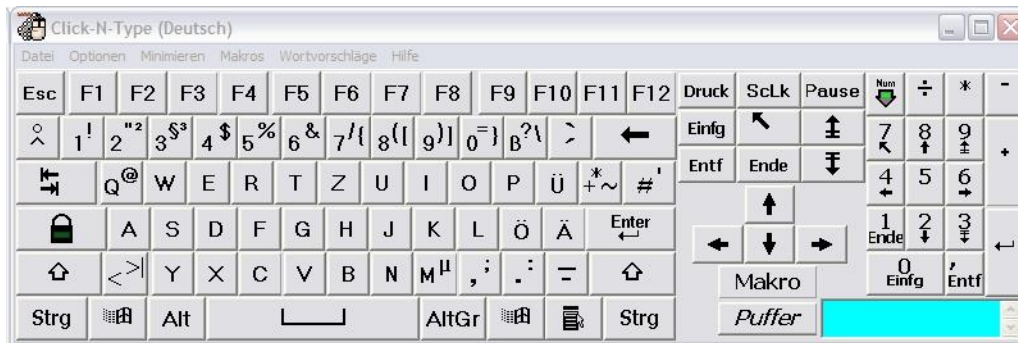 Click-N-Type (Deutsch)
Datei Optionen Minimieren Makros Wortvorschläge Hilfe
Esc F1 F2 F3 F4 F5 F6 F7 F8 F9 F10 F11 F12 Druck ScLk Pause Num ÷ * -
^° 1! 2"² 3§³ 4$ 5% 6& 7/{ 8([ 9)] 0=} ß?\ ´` Einfg 7 8 9 +
Q@ W E R T Z U I O P Ü +*~ #' Entf Ende 4 5 6
A S D F G H J K L Ö Ä Enter 1 Ende 2 3
<>| Y X C V B N Mµ ,; .: -_ Makro 0 Einfg , Entf
Strg Alt AltGr Strg Puffer